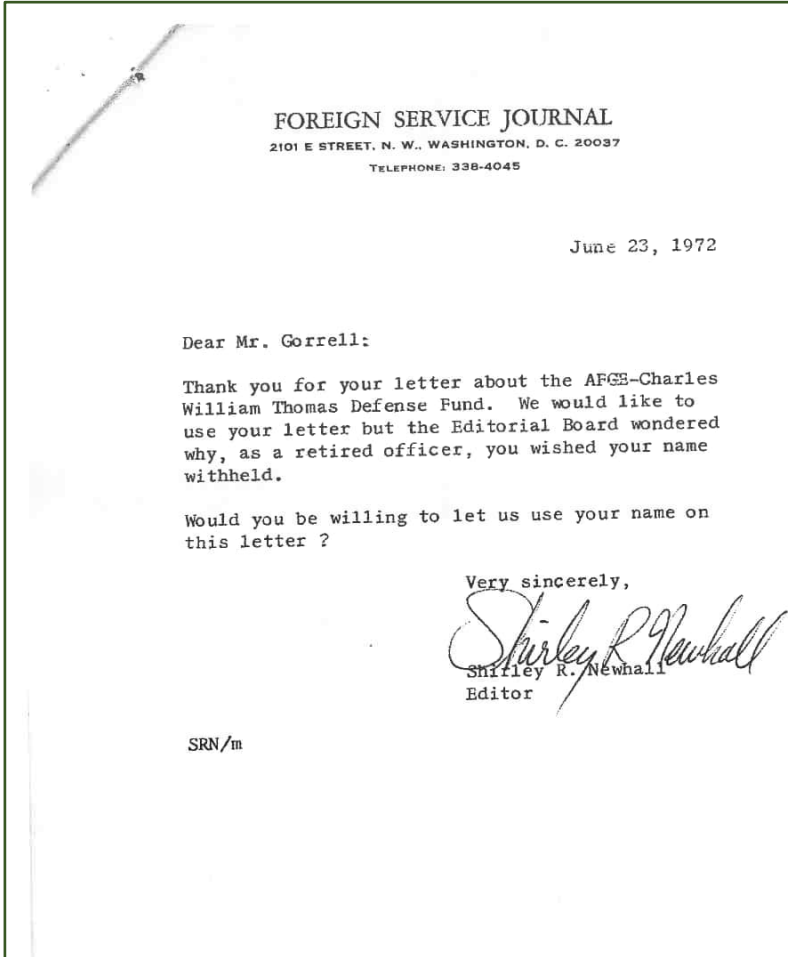 FOREIGN SERVICE JOURNAL
2101 E STREET, N. W., WASHINGTON, D. C. 20037
TELEPHONE: 338-4045
June 23, 1972
Dear Mr. Gorrell:
Thank you for your letter about the AFGE-Charles
William Thomas Defense Fund. We would like to
use your letter but the Editorial Board wondered
why, as a retired officer, you wished your name
withheld.
Would you be willing to let us use your name on
this letter ?
Very sincerely,
Shirley R Newhall
Shirley R. Newhall
Editor
SRN/m